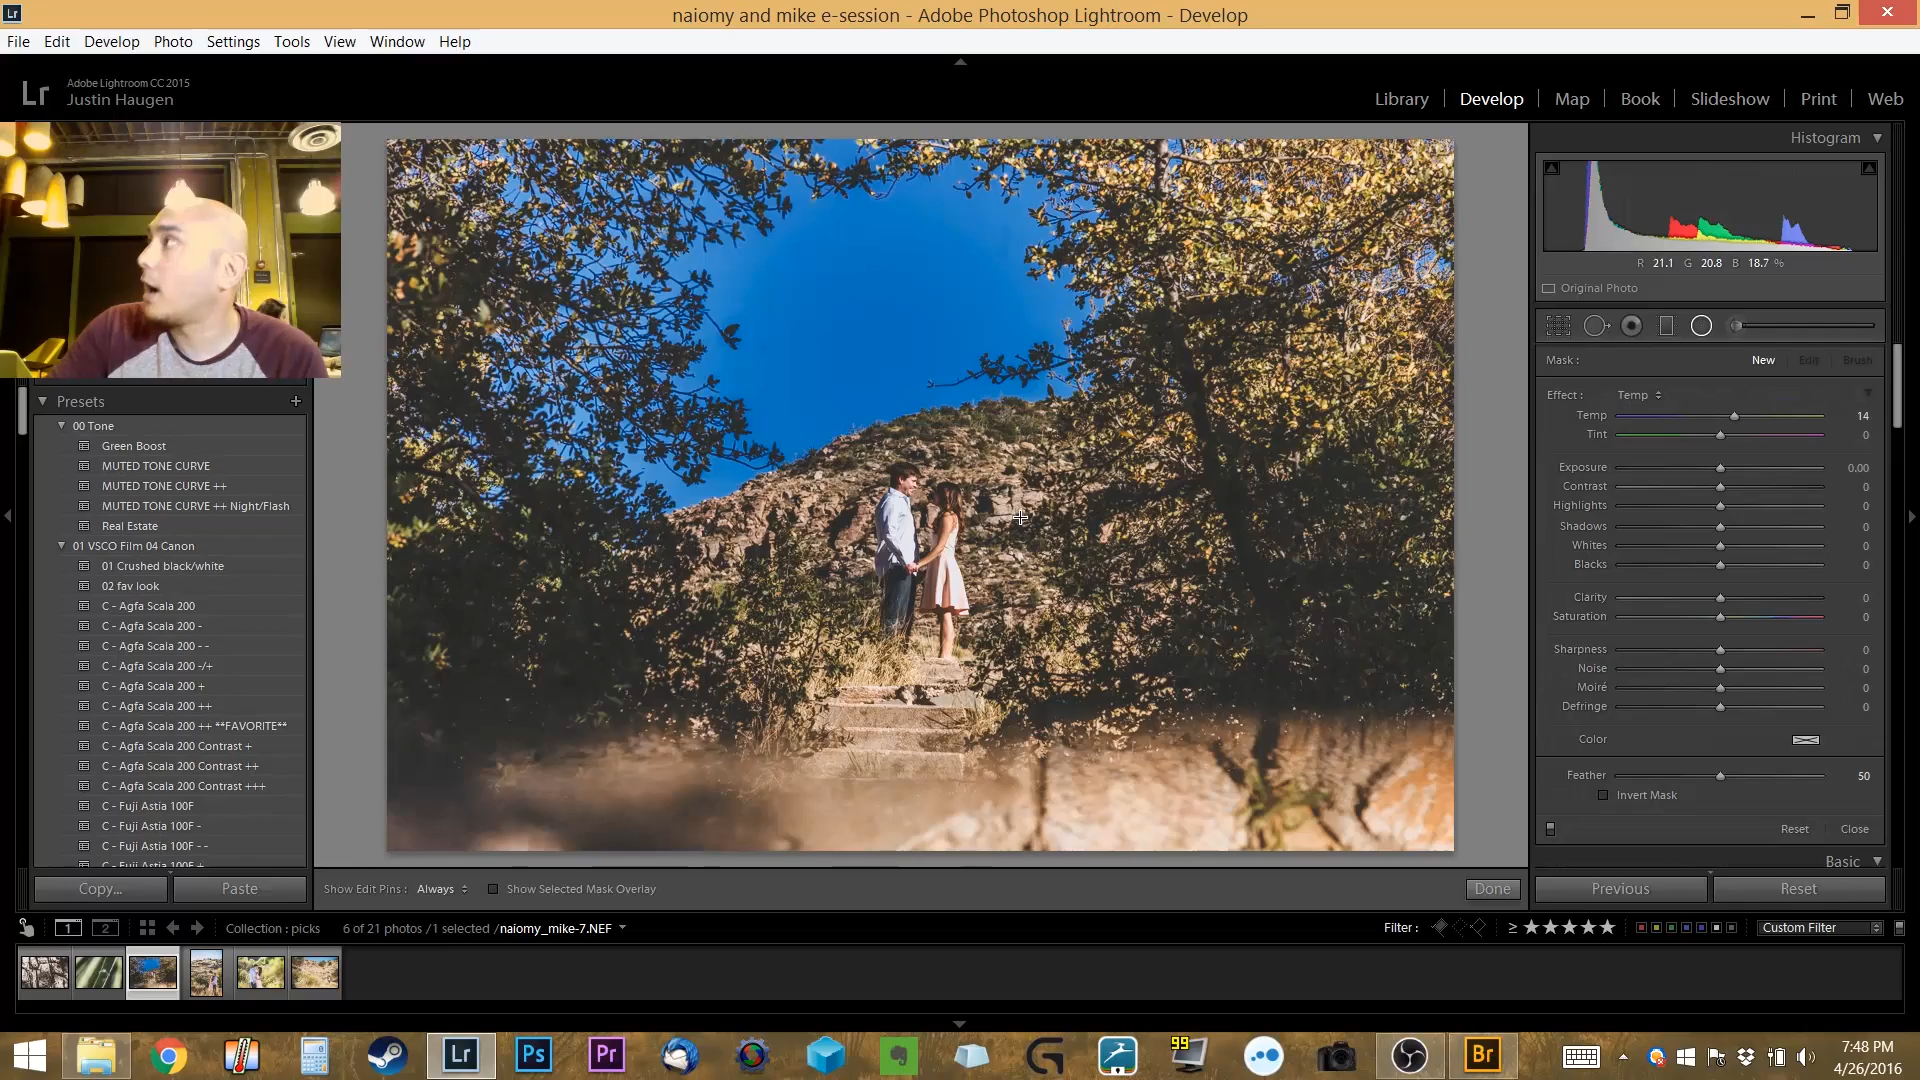 Lr
naiomy and mike e-session - Adobe Photoshop Lightroom - Develop
File Edit Develop Photo Settings Tools View Window Help
Lr
Adobe Lightroom CC 2015
Justin Haugen
Library Develop Map Book Slideshow Print Web
Histogram
R 21.1 G 20.8 B 18.7 %
Original Photo
Mask : New Edit Brush
Effect : Temp
Temp 14
Tint 0
Exposure 0.00
Contrast 0
Highlights 0
Shadows 0
Whites 0
Blacks 0
Clarity 0
Saturation 0
Sharpness 0
Noise 0
Moiré 0
Defringe 0
Color
Feather 50
Invert Mask
Reset Close
Basic
Previous Reset
Presets
00 Tone
Green Boost
MUTED TONE CURVE
MUTED TONE CURVE ++
MUTED TONE CURVE ++ Night/Flash
Real Estate
01 VSCO Film 04 Canon
01 Crushed black/white
02 fav look
C - Agfa Scala 200
C - Agfa Scala 200 -
C - Agfa Scala 200 - -
C - Agfa Scala 200 -/+
C - Agfa Scala 200 +
C - Agfa Scala 200 ++
C - Agfa Scala 200 ++ **FAVORITE**
C - Agfa Scala 200 Contrast +
C - Agfa Scala 200 Contrast ++
C - Agfa Scala 200 Contrast +++
C - Fuji Astia 100F
C - Fuji Astia 100F -
C - Fuji Astia 100F - -
C - Fuji Astia 100F +
Copy... Paste
Show Edit Pins : Always Show Selected Mask Overlay Done
1 2 Collection : picks 6 of 21 photos /1 selected /naiomy_mike-7.NEF Filter : ≥ ★★★★★ Custom Filter
Lr Ps Pr 99 Br
7:48 PM
4/26/2016